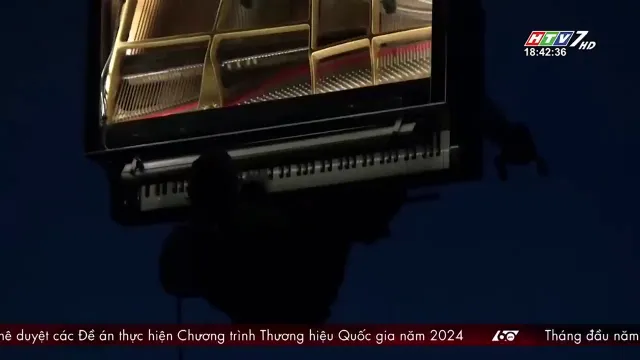 HTV7 HD
18:42:36
hê duyệt các Đề án thực hiện Chương trình Thương hiệu Quốc gia năm 2024
60
Tháng đầu năm